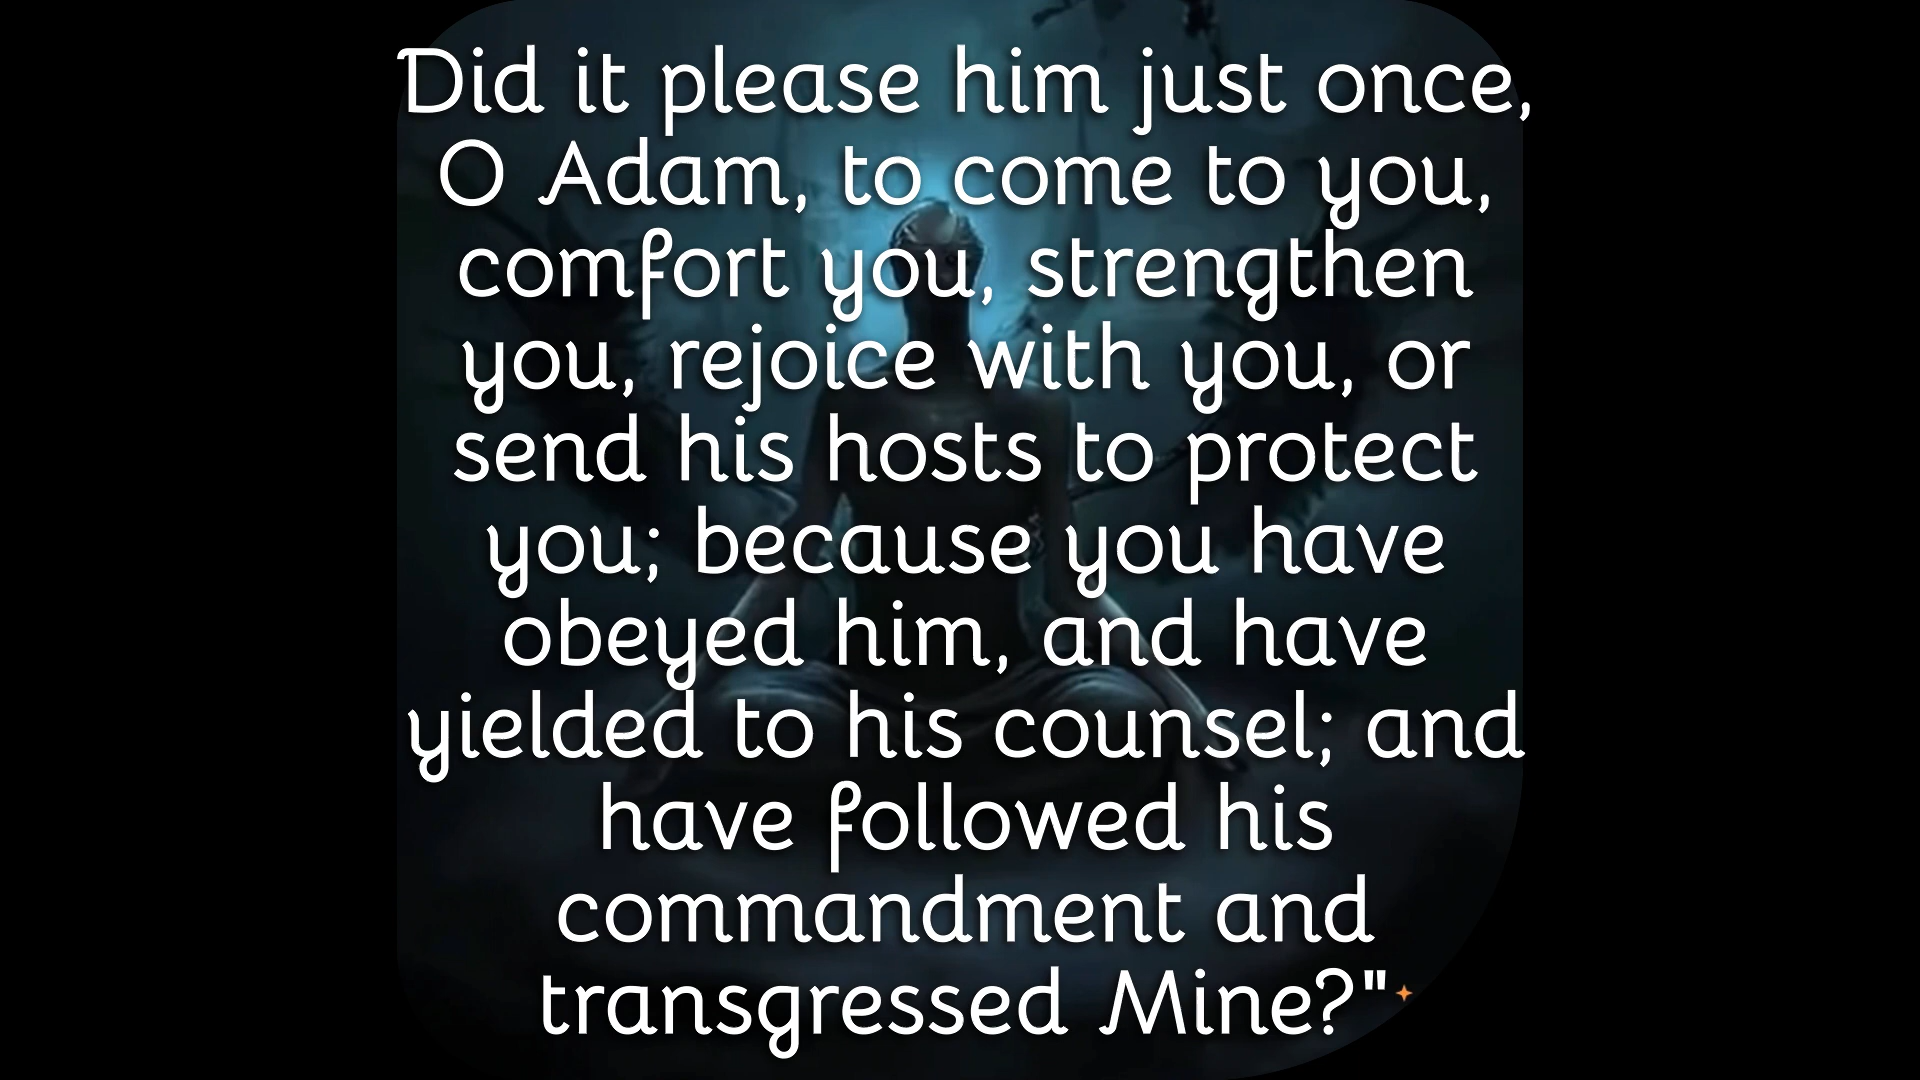 Did it please him just once,
O Adam, to come to you,
comfort you, strengthen
you, rejoice with you, or
send his hosts to protect
you; because you have
obeyed him, and have
yielded to his counsel; and
have followed his
commandment and
transgressed Mine?"